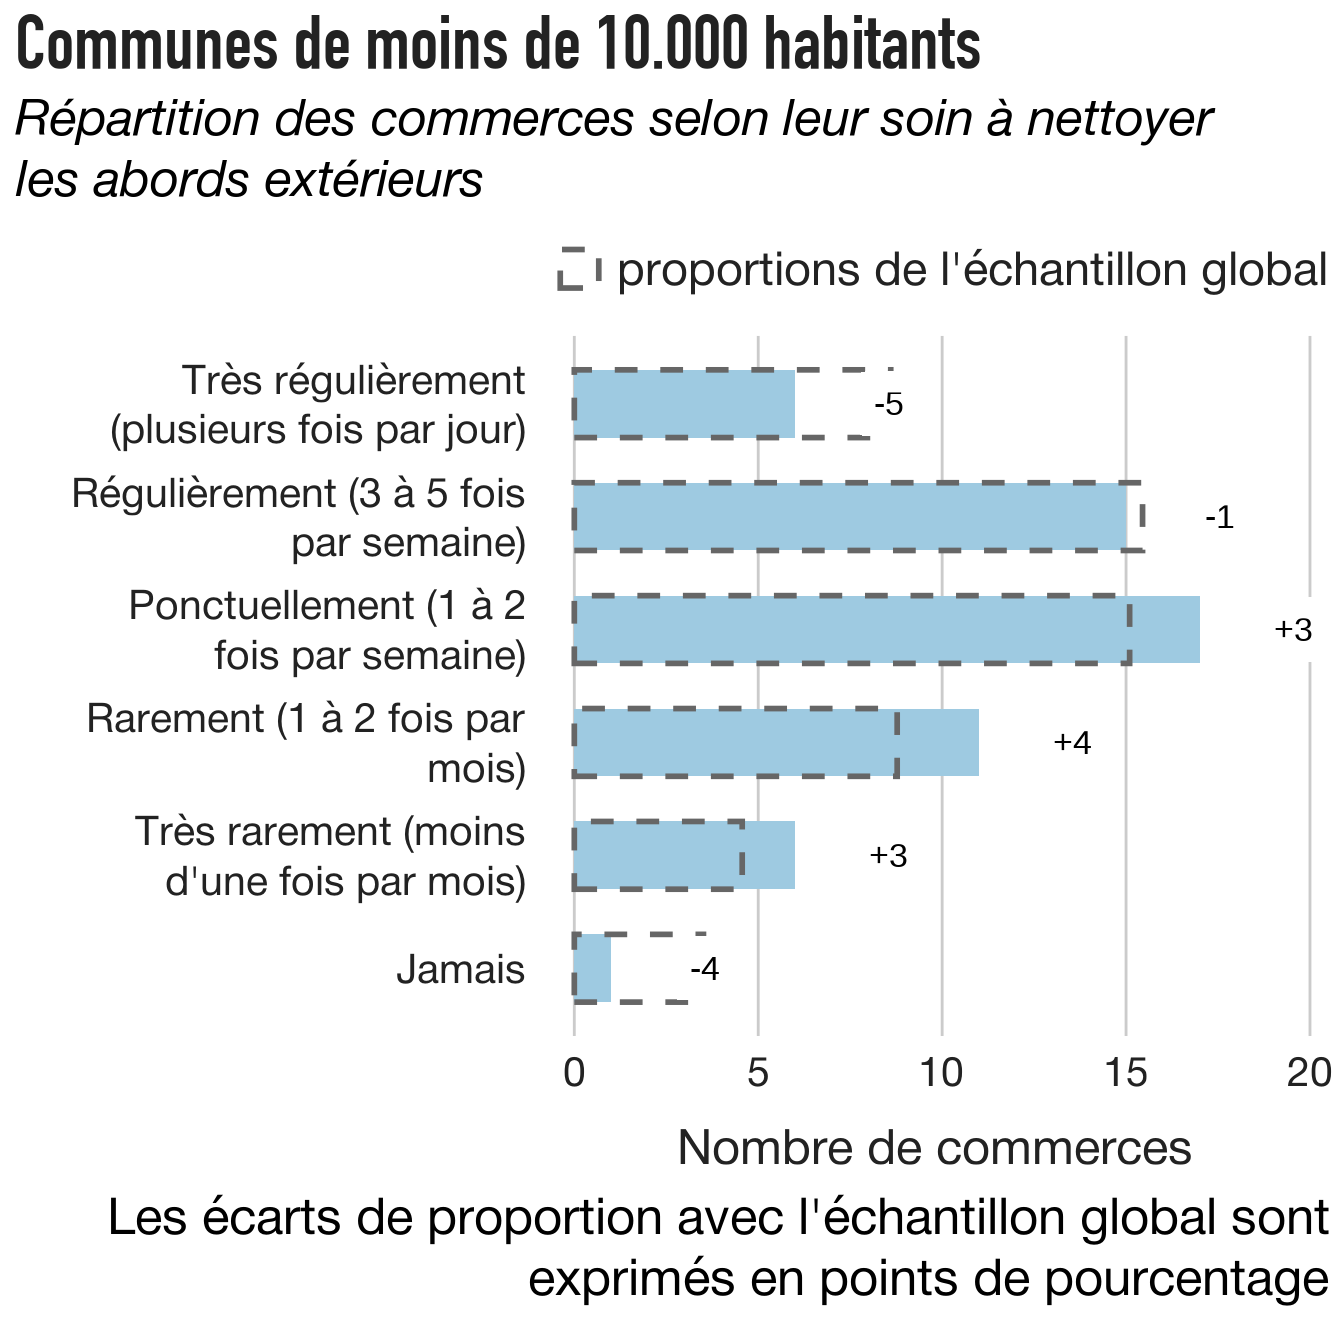 Communes de moins de 10.000 habitants
Répartition des commerces selon leur soin à nettoyer
les abords extérieurs
proportions de l'échantillon global
Très régulièrement
(plusieurs fois par jour)
-5
Régulièrement (3 à 5 fois
par semaine)
-1
Ponctuellement (1 à 2
fois par semaine)
+3
Rarement (1 à 2 fois par
mois)
+4
Très rarement (moins
d'une fois par mois)
+3
Jamais
-4
0 5 10 15 20
Nombre de commerces
Les écarts de proportion avec l'échantillon global sont
exprimés en points de pourcentage